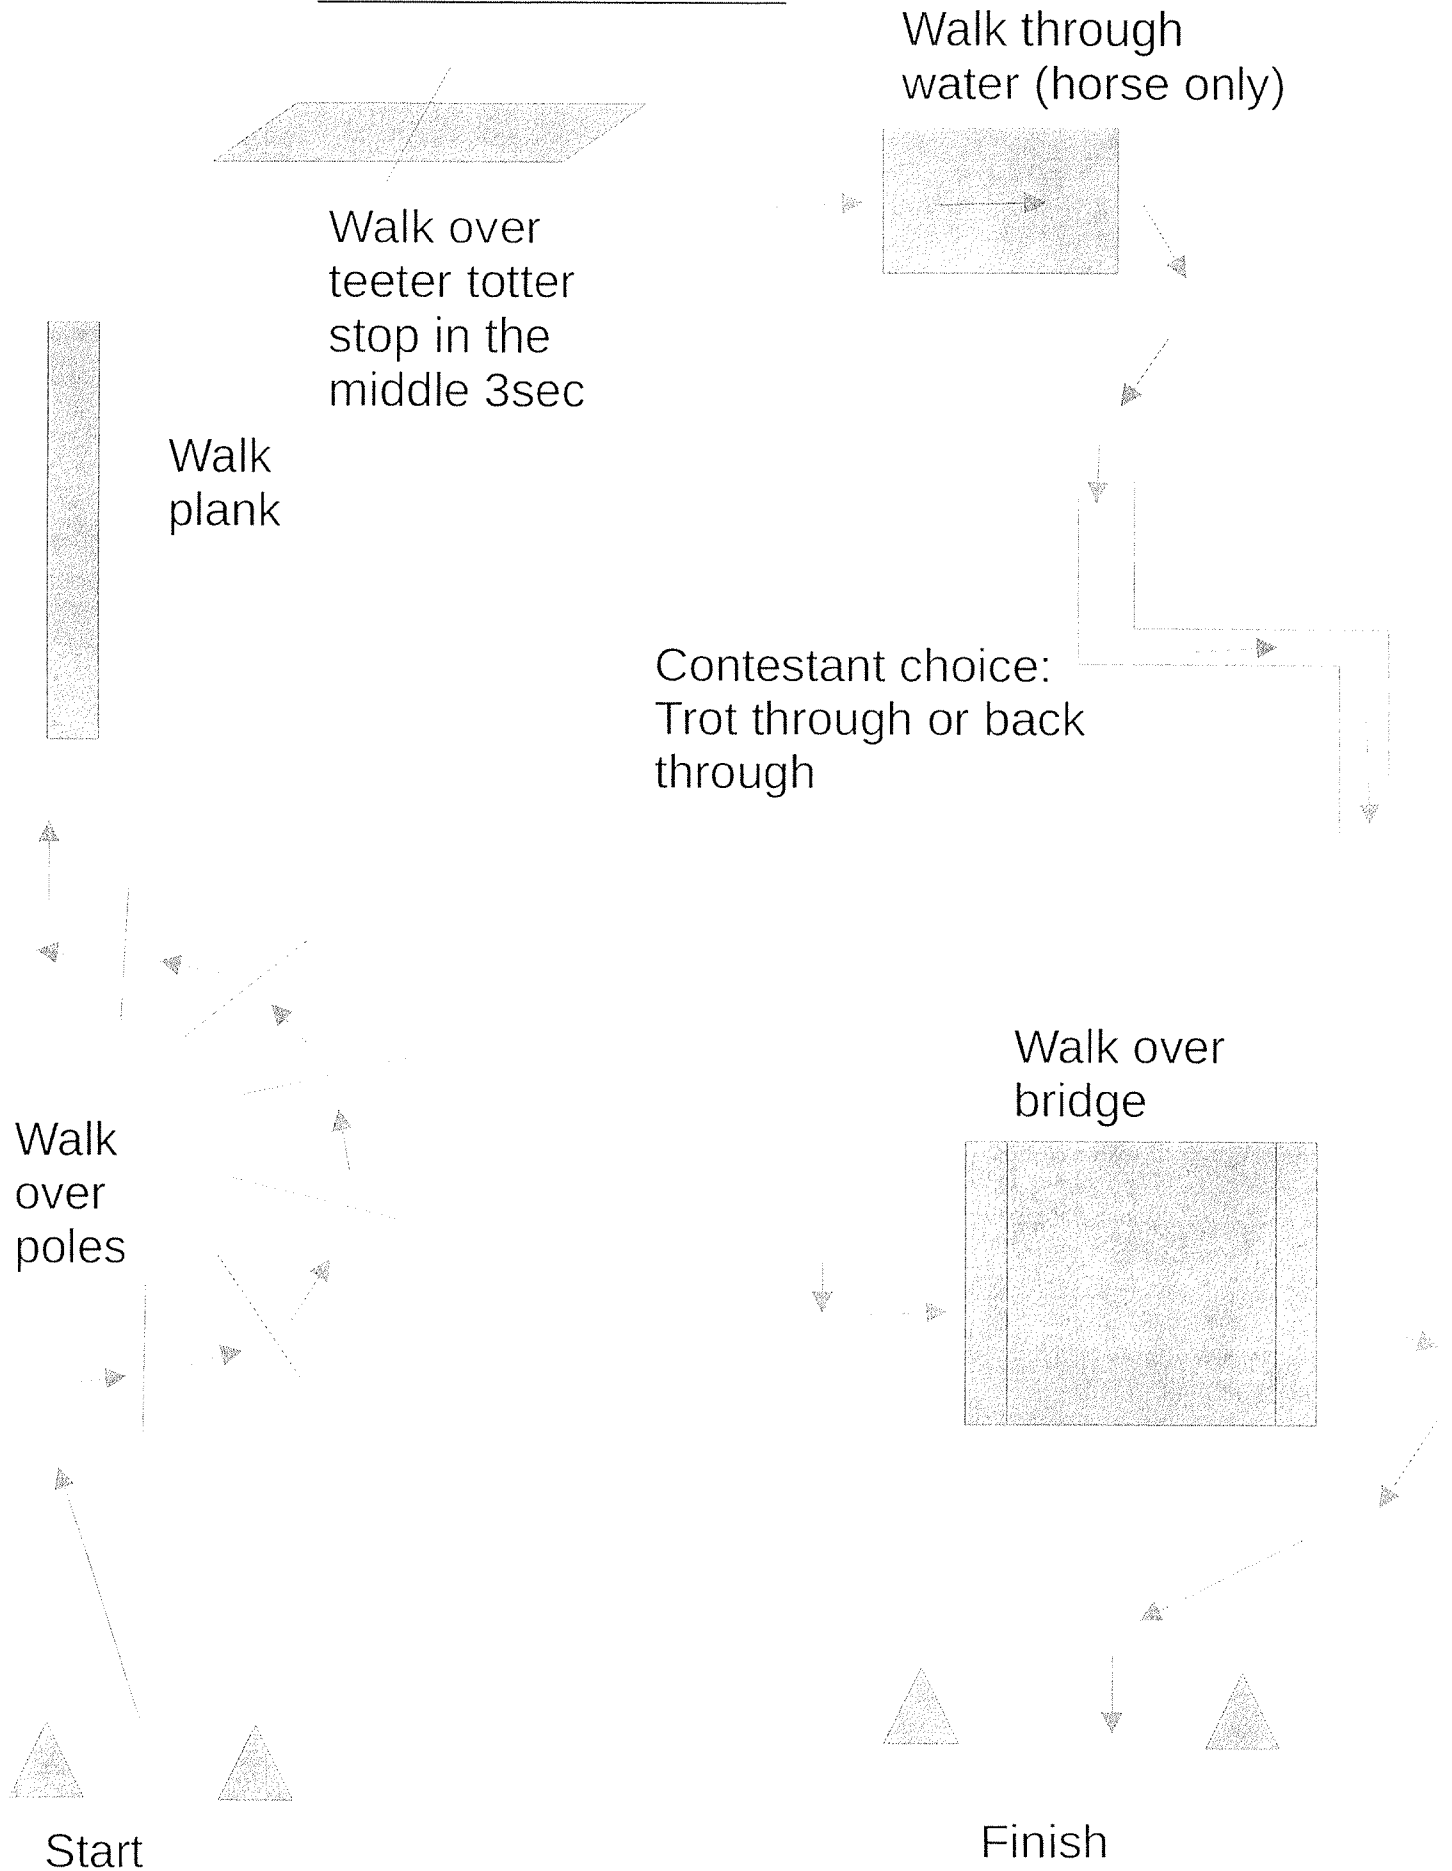 Walk through
water (horse only)
Walk over
teeter totter
stop in the
middle 3sec
Walk
plank
Contestant choice:
Trot through or back
through
Walk over
bridge
Walk
over
poles
Start
Finish